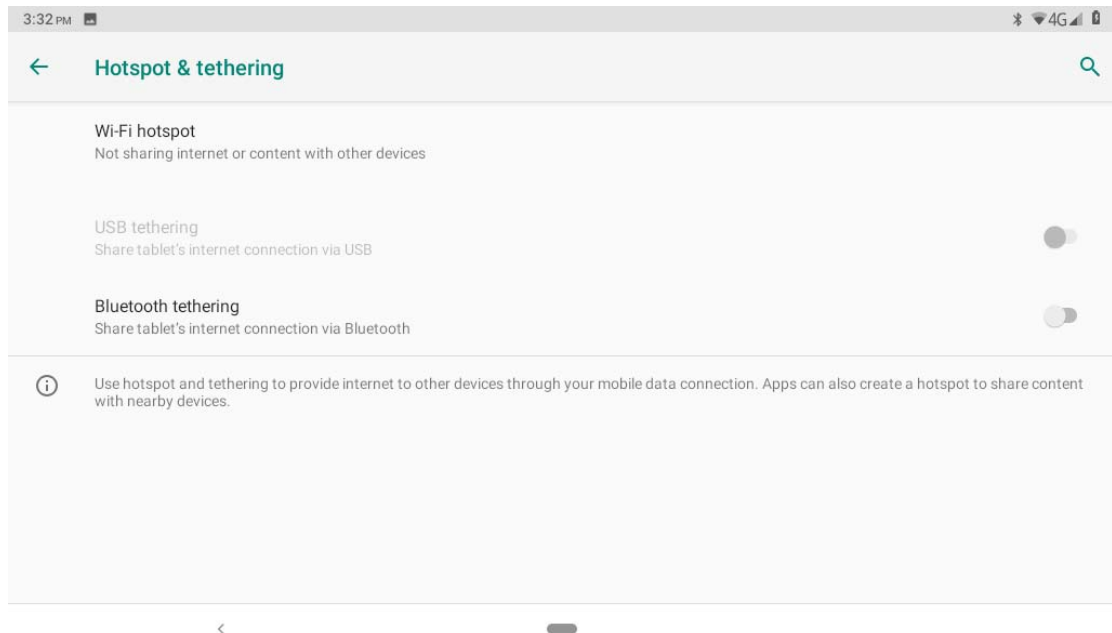 3:32 PM 4G
Hotspot & tethering
Wi-Fi hotspot
Not sharing internet or content with other devices
USB tethering
Share tablet's internet connection via USB
Bluetooth tethering
Share tablet's internet connection via Bluetooth
Use hotspot and tethering to provide internet to other devices through your mobile data connection. Apps can also create a hotspot to share content
with nearby devices.